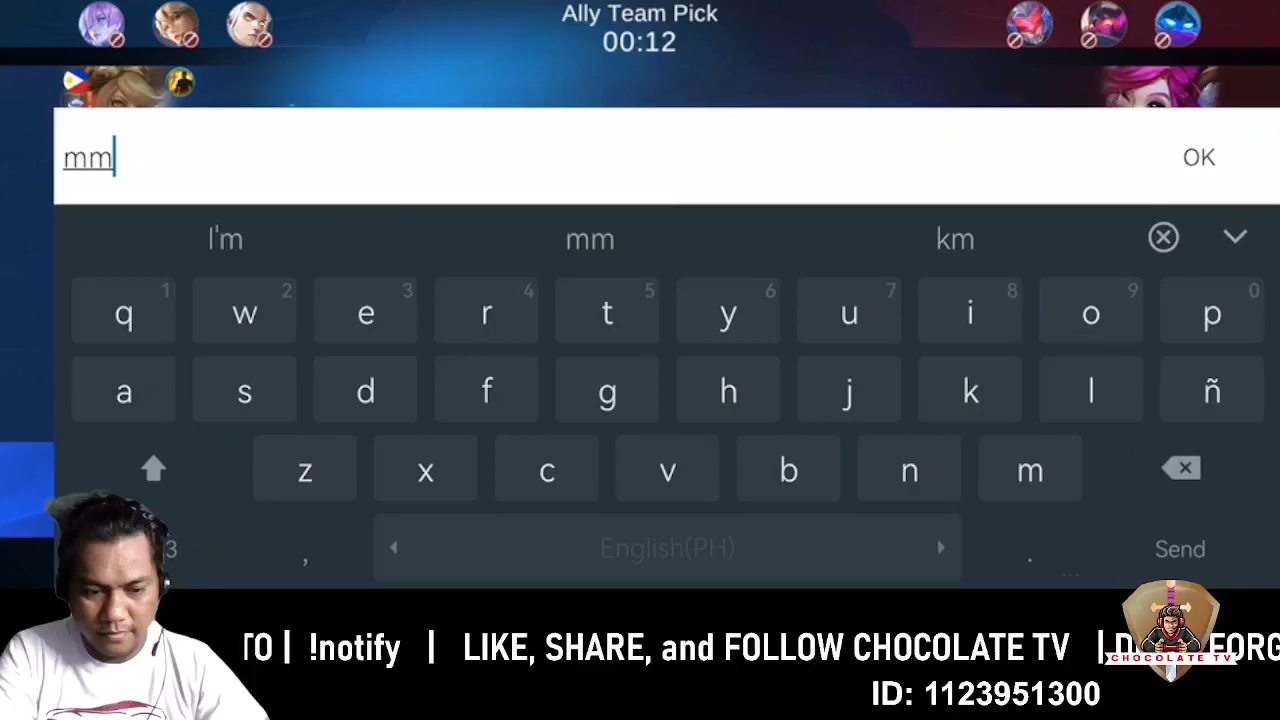 Ally Team Pick
00:12
mm
OK
I'm mm km
q 1 w 2 e 3 r 4 t 5 y 6 u 7 i 8 o 9 p 0
a s d f g h j k l ñ
z x c v b n m
3 , English(PH) . ... Send
TO | !notify | LIKE, SHARE, and FOLLOW CHOCOLATE TV |
CHOCOLATE TV
ID: 1123951300